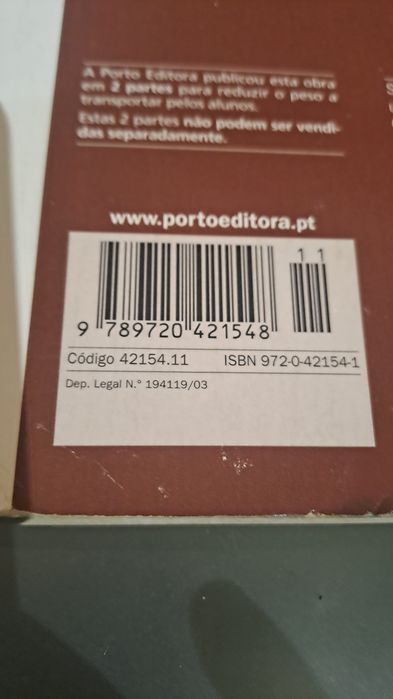 A Porto Editora publicou esta obra
em 2 partes para reduzir o peso a
transportar pelos alunos.
Estas 2 partes não podem ser vendi-
das separadamente.
www.portoeditora.pt
1 1
9 789720 421548
Código 42154.11 ISBN 972-0-42154-1
Dep. Legal N.° 194119/03